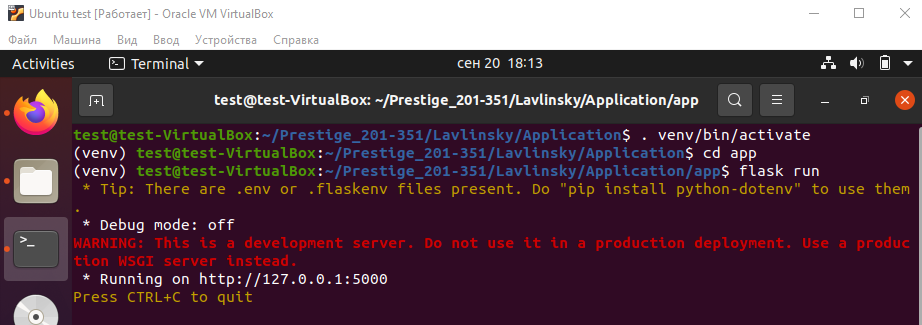 Ubuntu test [Работает] - Oracle VM VirtualBox
Файл Машина Вид Ввод Устройства Справка
Activities Terminal сен 20 18:13
test@test-VirtualBox: ~/Prestige_201-351/Lavlinsky/Application/app
test@test-VirtualBox:~/Prestige_201-351/Lavlinsky/Application$ . venv/bin/activate
(venv) test@test-VirtualBox:~/Prestige_201-351/Lavlinsky/Application$ cd app
(venv) test@test-VirtualBox:~/Prestige_201-351/Lavlinsky/Application/app$ flask run
 * Tip: There are .env or .flaskenv files present. Do "pip install python-dotenv" to use them
.
 * Debug mode: off
WARNING: This is a development server. Do not use it in a production deployment. Use a produc
tion WSGI server instead.
 * Running on http://127.0.0.1:5000
Press CTRL+C to quit